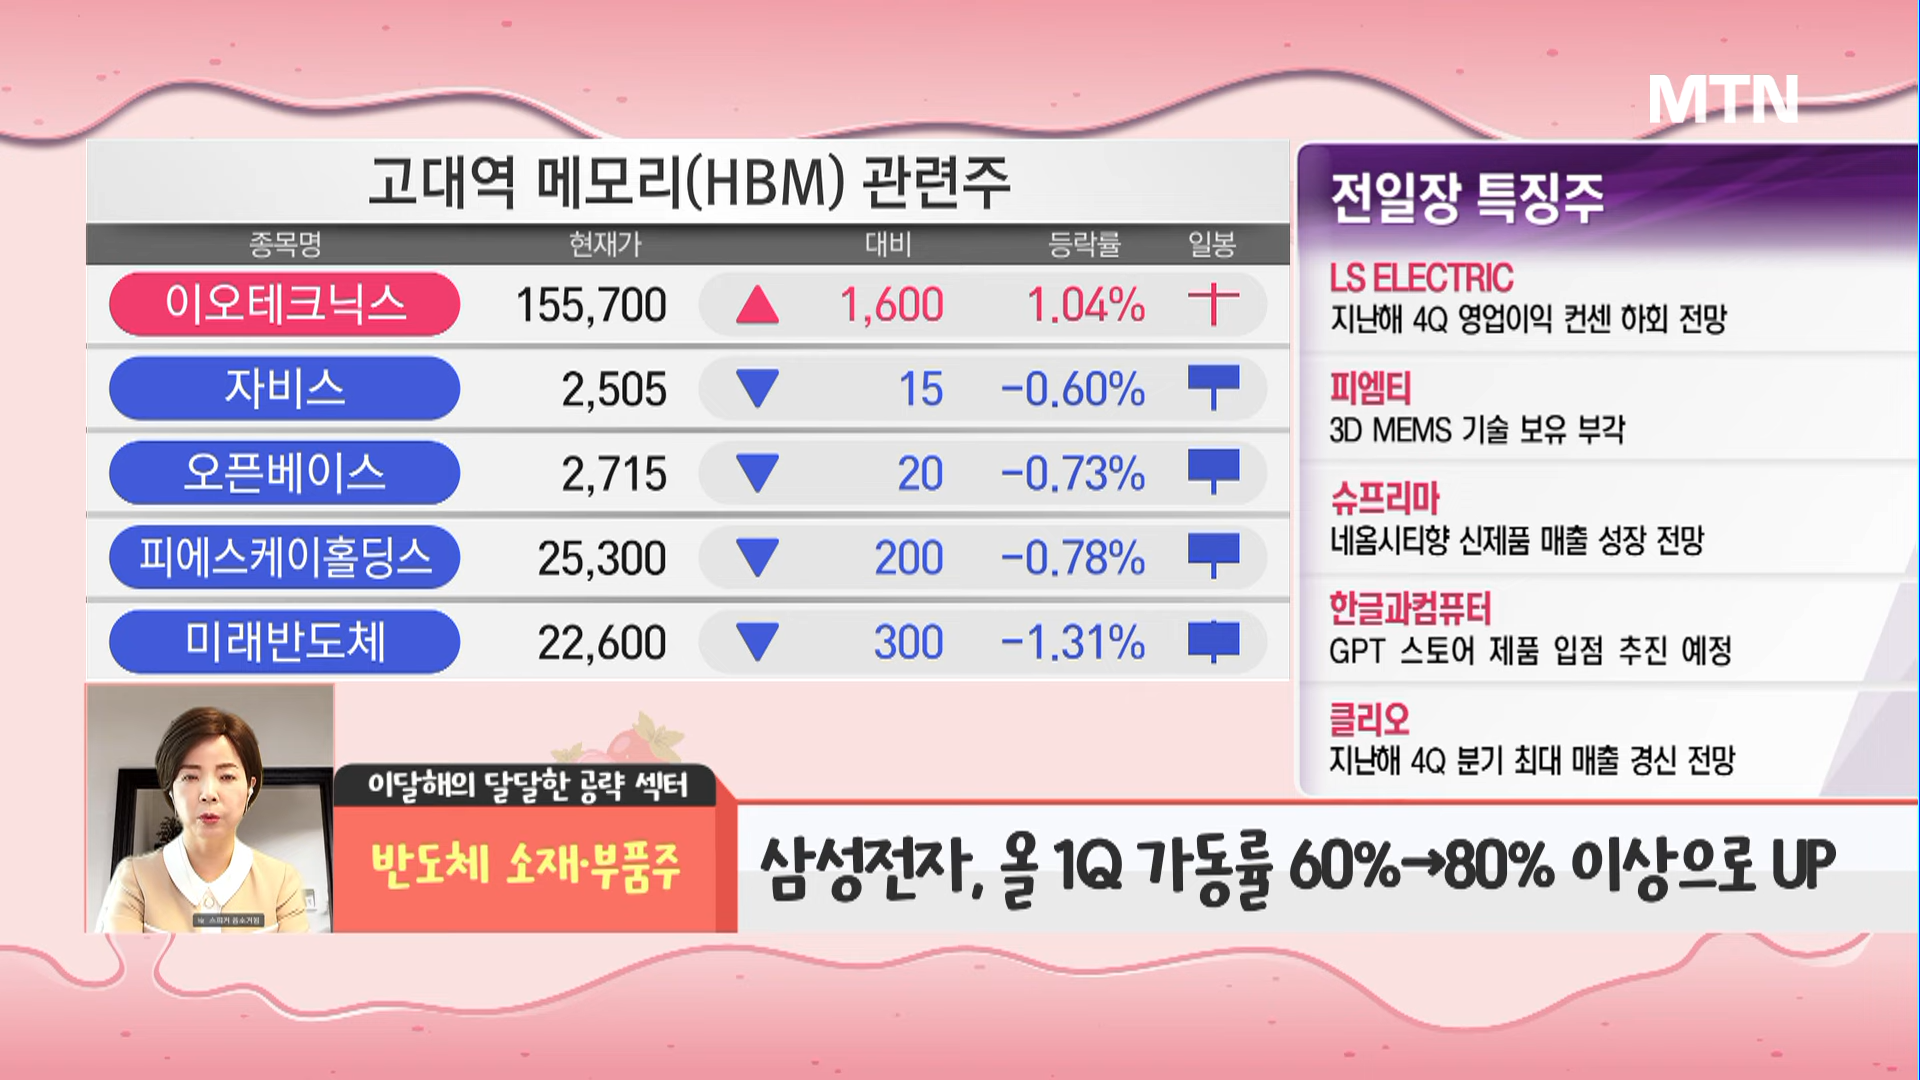 MTN
고대역 메모리(HBM) 관련주
종목명 현재가 대비 등락률 일봉
이오테크닉스 155,700 ▲ 1,600 1.04%
자비스 2,505 ▼ 15 -0.60%
오픈베이스 2,715 ▼ 20 -0.73%
피에스케이홀딩스 25,300 ▼ 200 -0.78%
미래반도체 22,600 ▼ 300 -1.31%
전일장 특징주
LS ELECTRIC
지난해 4Q 영업이익 컨센 하회 전망
피엠티
3D MEMS 기술 보유 부각
슈프리마
네옴시티향 신제품 매출 성장 전망
한글과컴퓨터
GPT 스토어 제품 입점 추진 예정
클리오
지난해 4Q 분기 최대 매출 경신 전망
스피커 음소거됨
이달해의 달달한 공략 섹터
반도체 소재·부품주
삼성전자, 올 1Q 가동률 60%→80% 이상으로 UP